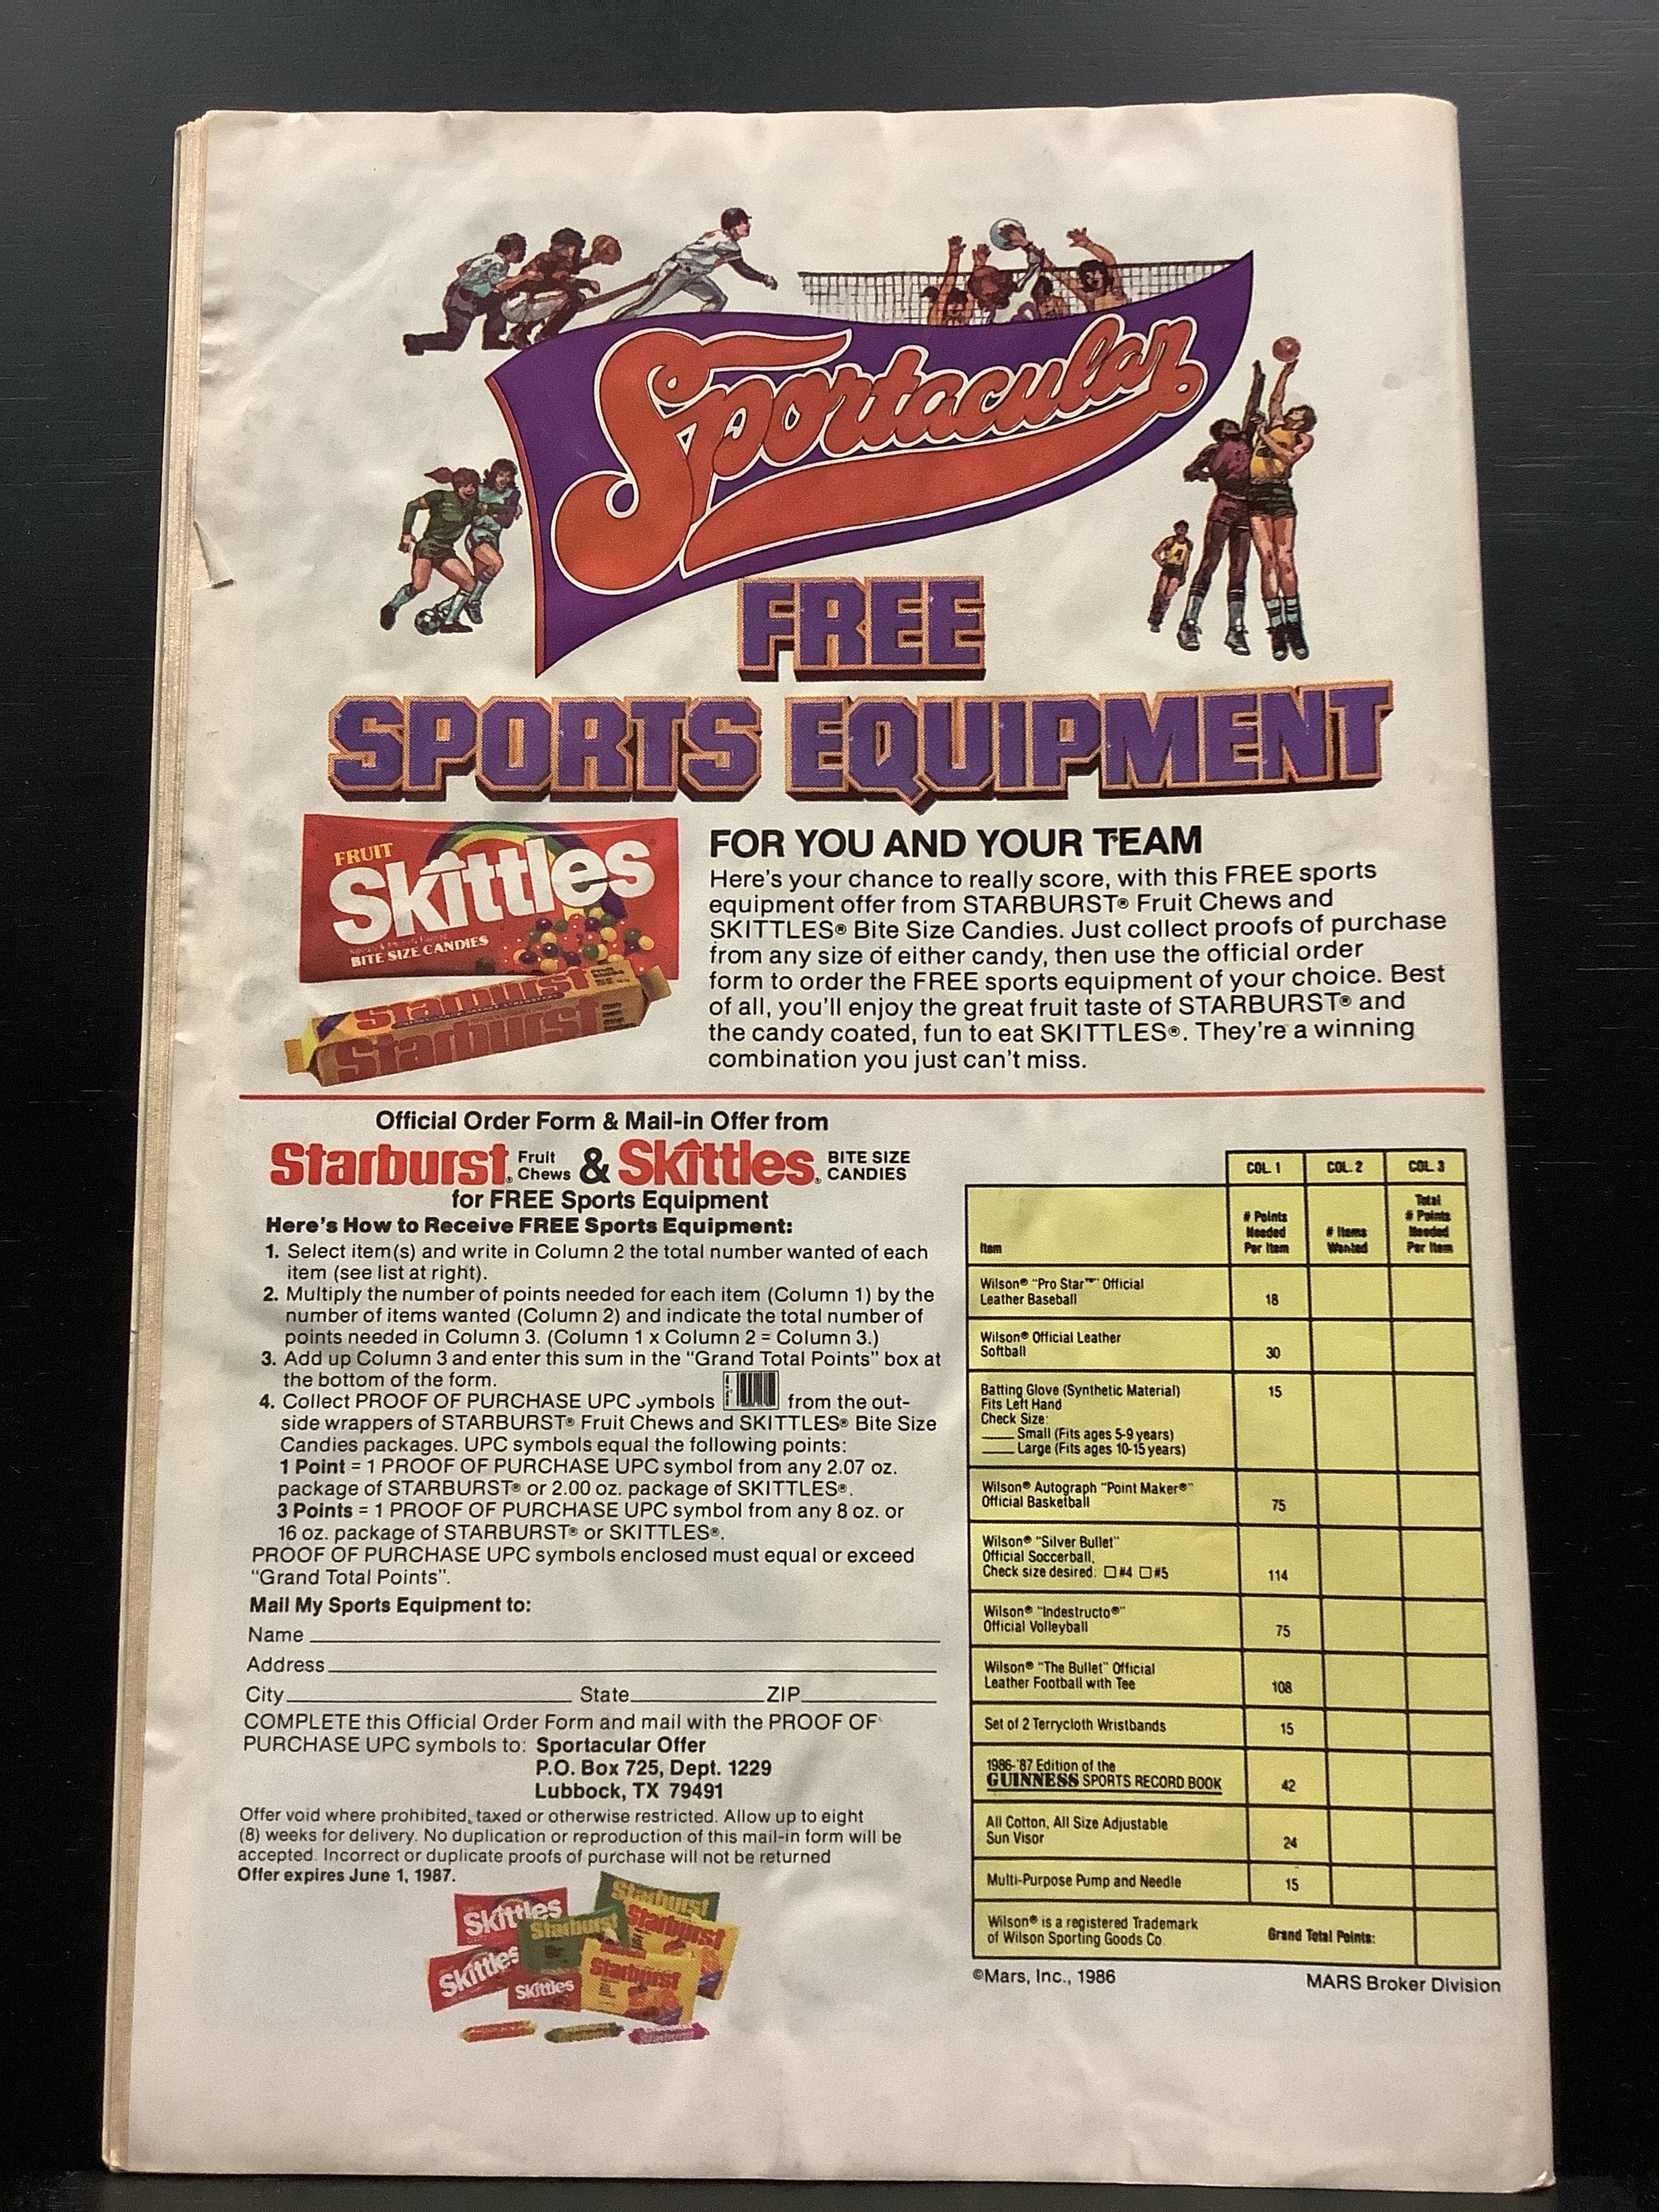 Sportacular
FREE
SPORTS EQUIPMENT
FRUIT
Skittles
BITE SIZE CANDIES
Starburst
Starburst
FOR YOU AND YOUR TEAM
Here's your chance to really score, with this FREE sports
equipment offer from STARBURST® Fruit Chews and
SKITTLES® Bite Size Candies. Just collect proofs of purchase
from any size of either candy, then use the official order
form to order the FREE sports equipment of your choice. Best
of all, you'll enjoy the great fruit taste of STARBURST® and
the candy coated, fun to eat SKITTLES®. They're a winning
combination you just can't miss.
Official Order Form & Mail-in Offer from
Starburst® Fruit Chews & Skittles® BITE SIZE CANDIES
for FREE Sports Equipment
Here's How to Receive FREE Sports Equipment:
1. Select item(s) and write in Column 2 the total number wanted of each
item (see list at right).
2. Multiply the number of points needed for each item (Column 1) by the
number of items wanted (Column 2) and indicate the total number of
points needed in Column 3. (Column 1 x Column 2 = Column 3.)
3. Add up Column 3 and enter this sum in the "Grand Total Points" box at
the bottom of the form.
4. Collect PROOF OF PURCHASE UPC symbols from the out-
side wrappers of STARBURST® Fruit Chews and SKITTLES® Bite Size
Candies packages. UPC symbols equal the following points:
1 Point = 1 PROOF OF PURCHASE UPC symbol from any 2.07 oz.
package of STARBURST® or 2.00 oz. package of SKITTLES®.
3 Points = 1 PROOF OF PURCHASE UPC symbol from any 8 oz. or
16 oz. package of STARBURST® or SKITTLES®.
PROOF OF PURCHASE UPC symbols enclosed must equal or exceed
"Grand Total Points".
Mail My Sports Equipment to:
Name
Address
City State ZIP
COMPLETE this Official Order Form and mail with the PROOF OF
PURCHASE UPC symbols to: Sportacular Offer
P.O. Box 725, Dept. 1229
Lubbock, TX 79491
Offer void where prohibited, taxed or otherwise restricted. Allow up to eight
(8) weeks for delivery. No duplication or reproduction of this mail-in form will be
accepted. Incorrect or duplicate proofs of purchase will not be returned
Offer expires June 1, 1987.
Skittles
Starburst
Starburst
Starburst
Skittles
Skittles
Starburst
COL. 1 COL. 2 COL. 3
Item
# Points Needed Per Item
# Items Wanted
Total # Points Needed Per Item
Wilson® "Pro Star™" Official
Leather Baseball 18
Wilson® Official Leather
Softball 30
Batting Glove (Synthetic Material) 15
Fits Left Hand
Check Size:
Small (Fits ages 5-9 years)
Large (Fits ages 10-15 years)
Wilson® Autograph "Point Maker®"
Official Basketball 75
Wilson® "Silver Bullet"
Official Soccerball,
Check size desired: □ #4 □ #5 114
Wilson® "Indestructo®"
Official Volleyball 75
Wilson® "The Bullet" Official
Leather Football with Tee 108
Set of 2 Terrycloth Wristbands 15
1986-'87 Edition of the
GUINNESS SPORTS RECORD BOOK 42
All Cotton, All Size Adjustable
Sun Visor 24
Multi-Purpose Pump and Needle 15
Wilson® is a registered Trademark
of Wilson Sporting Goods Co.
Grand Total Points:
©Mars, Inc., 1986 MARS Broker Division